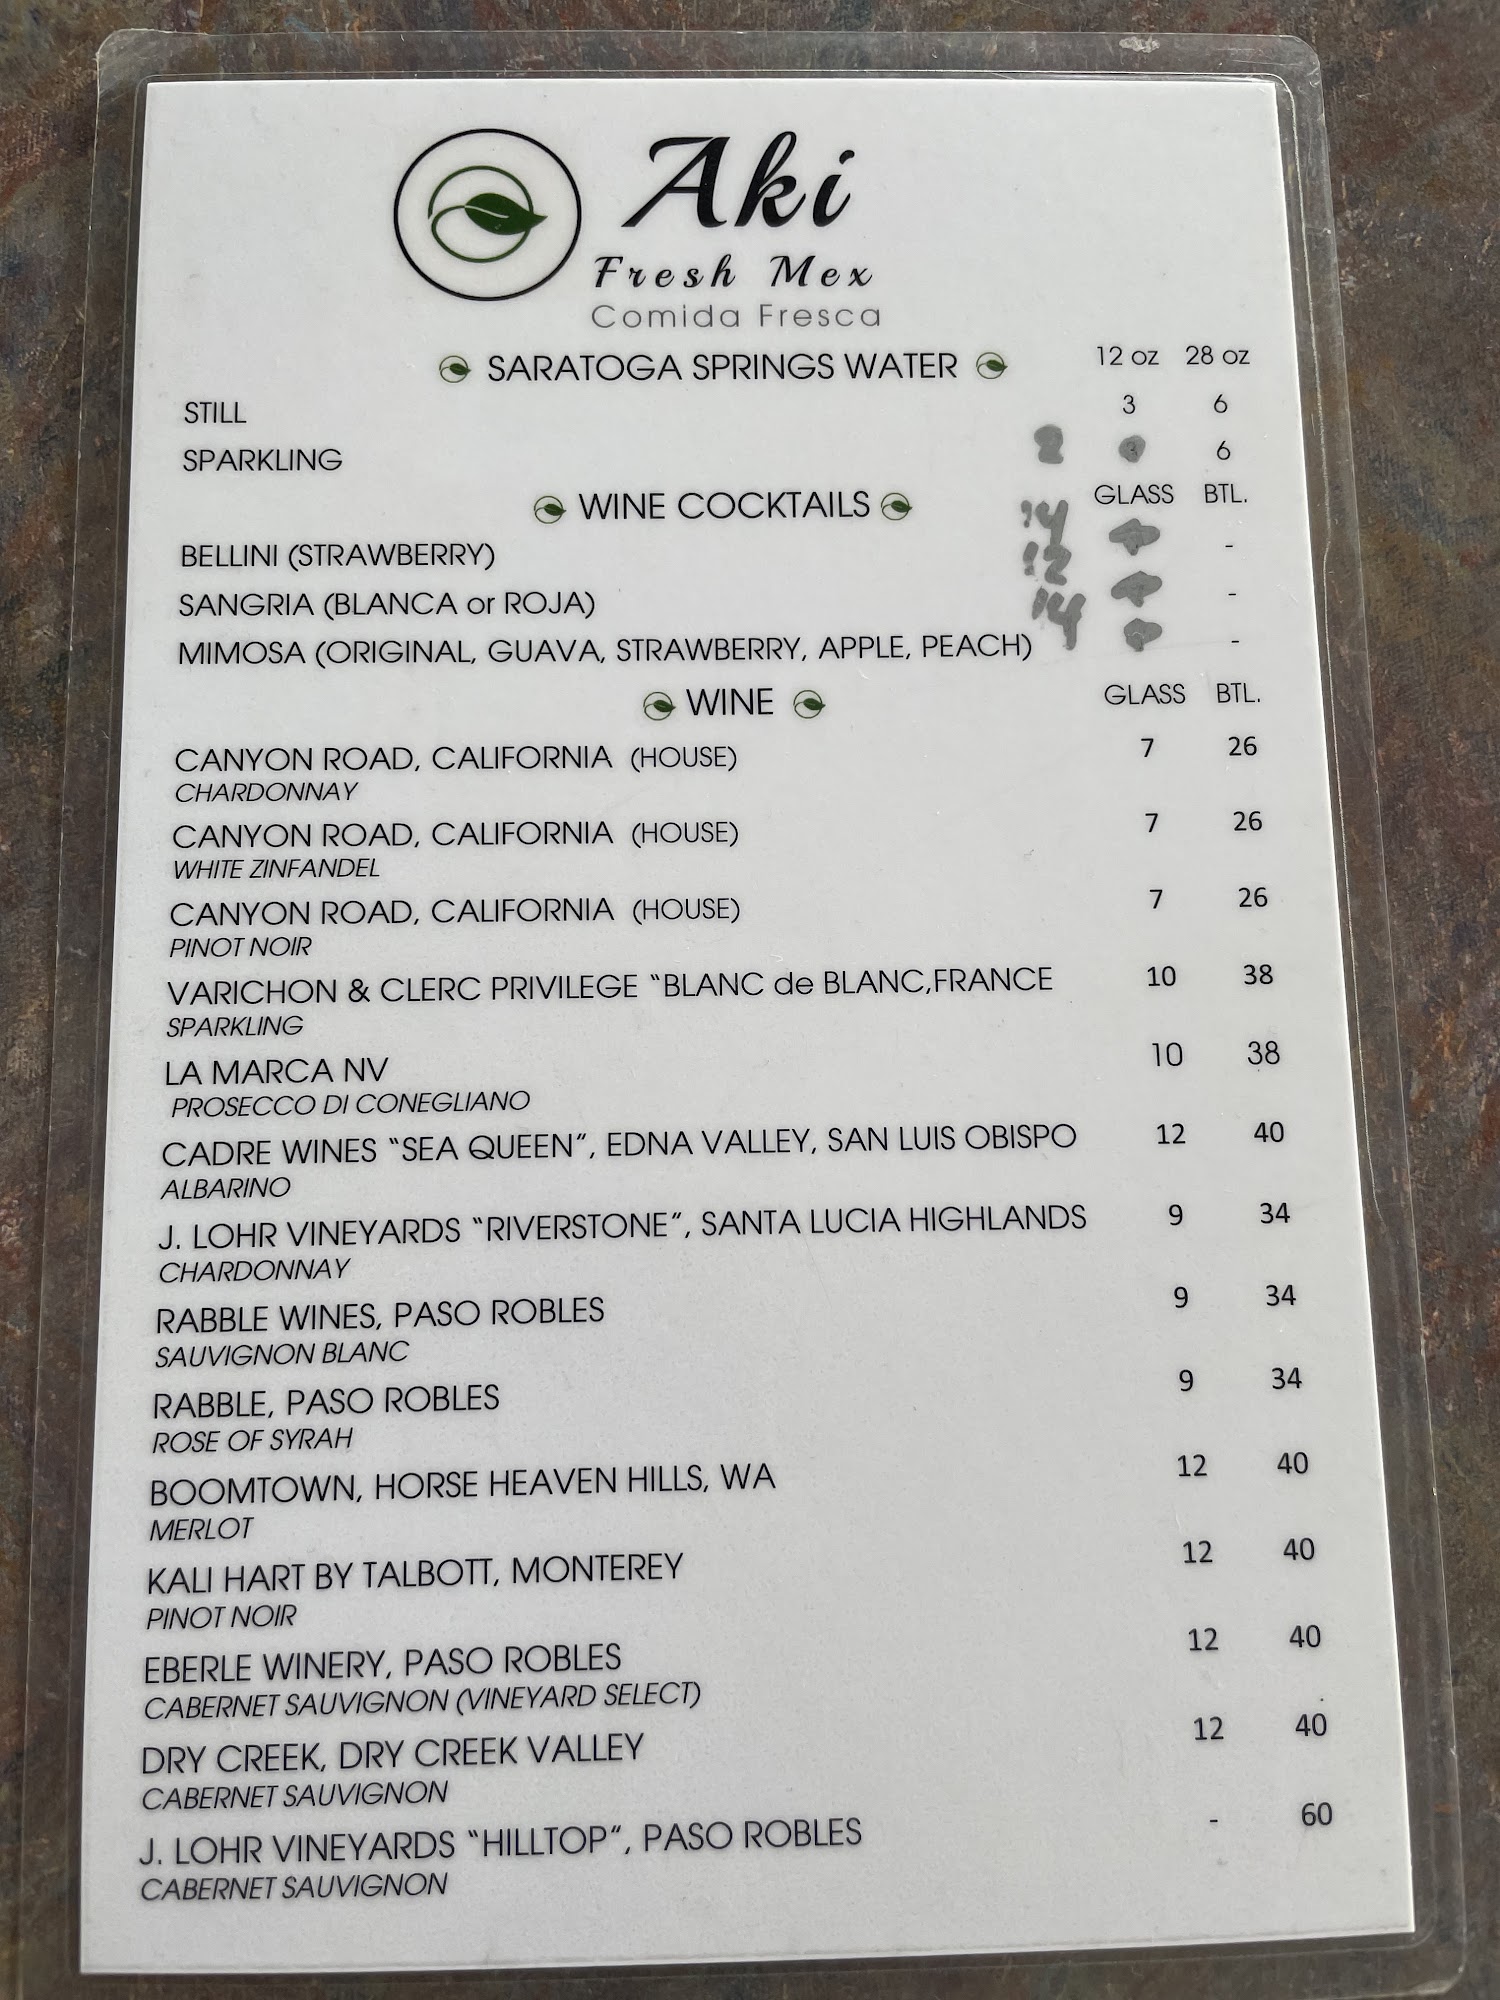 Aki
Fresh Mex
Comida Fresca
SARATOGA SPRINGS WATER 12 oz 28 oz
STILL 3 6
SPARKLING 6
WINE COCKTAILS GLASS BTL.
BELLINI (STRAWBERRY) 14 -
SANGRIA (BLANCA or ROJA) 12 -
MIMOSA (ORIGINAL, GUAVA, STRAWBERRY, APPLE, PEACH) 14 -
WINE GLASS BTL.
CANYON ROAD, CALIFORNIA (HOUSE) 7 26
CHARDONNAY
CANYON ROAD, CALIFORNIA (HOUSE) 7 26
WHITE ZINFANDEL
CANYON ROAD, CALIFORNIA (HOUSE) 7 26
PINOT NOIR
VARICHON & CLERC PRIVILEGE “BLANC de BLANC,FRANCE 10 38
SPARKLING
LA MARCA NV 10 38
PROSECCO DI CONEGLIANO
CADRE WINES “SEA QUEEN”, EDNA VALLEY, SAN LUIS OBISPO 12 40
ALBARINO
J. LOHR VINEYARDS “RIVERSTONE”, SANTA LUCIA HIGHLANDS 9 34
CHARDONNAY
RABBLE WINES, PASO ROBLES 9 34
SAUVIGNON BLANC
RABBLE, PASO ROBLES 9 34
ROSE OF SYRAH
BOOMTOWN, HORSE HEAVEN HILLS, WA 12 40
MERLOT
KALI HART BY TALBOTT, MONTEREY 12 40
PINOT NOIR
EBERLE WINERY, PASO ROBLES 12 40
CABERNET SAUVIGNON (VINEYARD SELECT)
DRY CREEK, DRY CREEK VALLEY 12 40
CABERNET SAUVIGNON
J. LOHR VINEYARDS “HILLTOP”, PASO ROBLES - 60
CABERNET SAUVIGNON